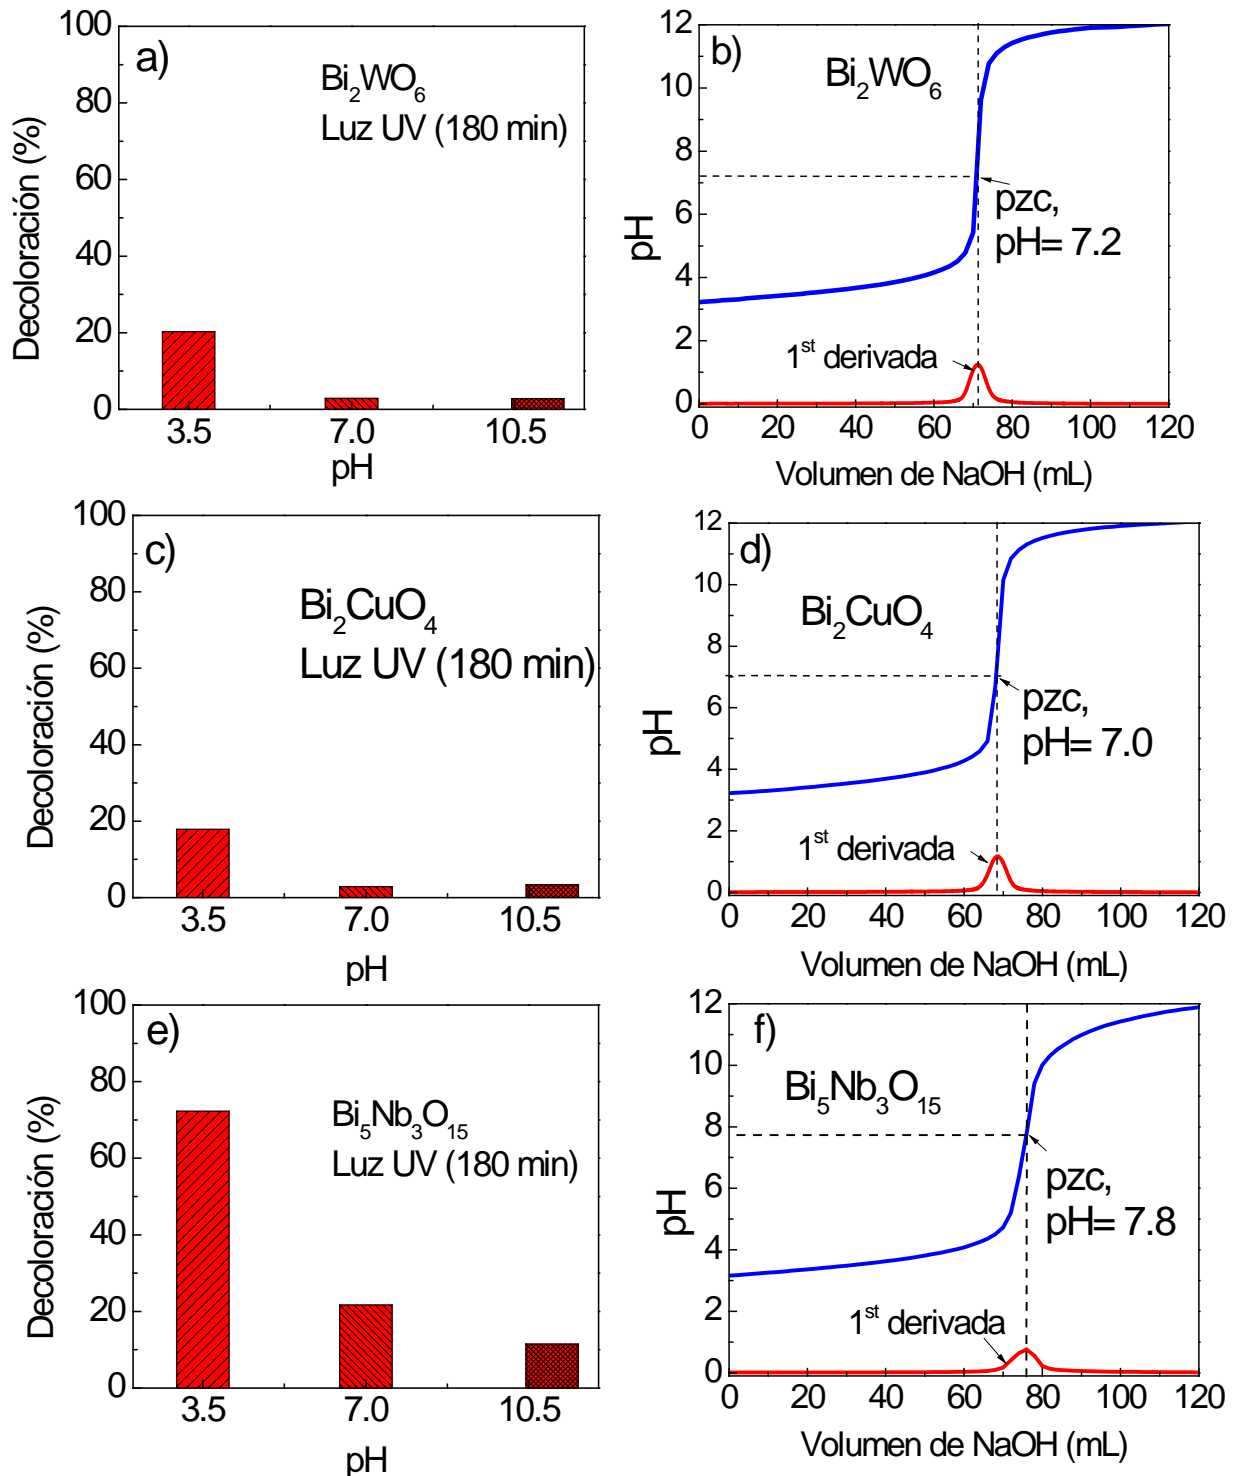 a)
Bi2WO6
Luz UV (180 min)
Decoloración (%)
100
80
60
40
20
0
3.5 7.0 10.5
pH
b)
Bi2WO6
pzc,
pH= 7.2
1st derivada
pH
12
10
8
6
4
2
0
0 20 40 60 80 100 120
Volumen de NaOH (mL)
c)
Bi2CuO4
Luz UV (180 min)
Decoloración (%)
100
80
60
40
20
0
3.5 7.0 10.5
pH
d)
Bi2CuO4
pzc,
pH= 7.0
1st derivada
pH
12
10
8
6
4
2
0
0 20 40 60 80 100 120
Volumen de NaOH (mL)
e)
Bi5Nb3O15
Luz UV (180 min)
Decoloración (%)
100
80
60
40
20
0
3.5 7.0 10.5
pH
f)
Bi5Nb3O15
pzc,
pH= 7.8
1st derivada
pH
12
10
8
6
4
2
0
0 20 40 60 80 100 120
Volumen de NaOH (mL)